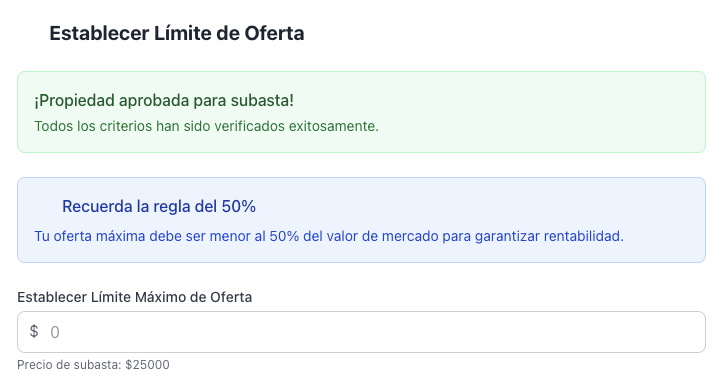 Establecer Límite de Oferta
¡Propiedad aprobada para subasta!
Todos los criterios han sido verificados exitosamente.
Recuerda la regla del 50%
Tu oferta máxima debe ser menor al 50% del valor de mercado para garantizar rentabilidad.
Establecer Límite Máximo de Oferta
$ 0
Precio de subasta: $25000